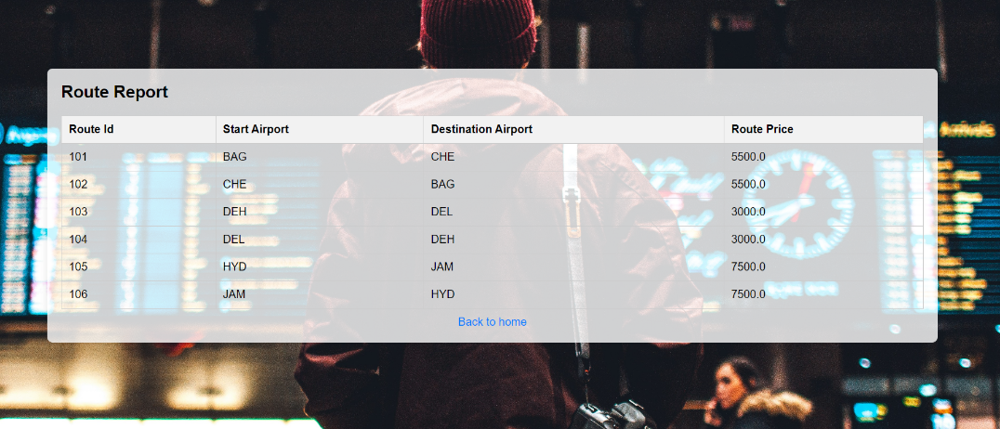 Route Report
Route Id Start Airport Destination Airport Route Price
101 BAG CHE 5500.0
102 CHE BAG 5500.0
103 DEH DEL 3000.0
104 DEL DEH 3000.0
105 HYD JAM 7500.0
106 JAM HYD 7500.0
Back to home
Arrivals